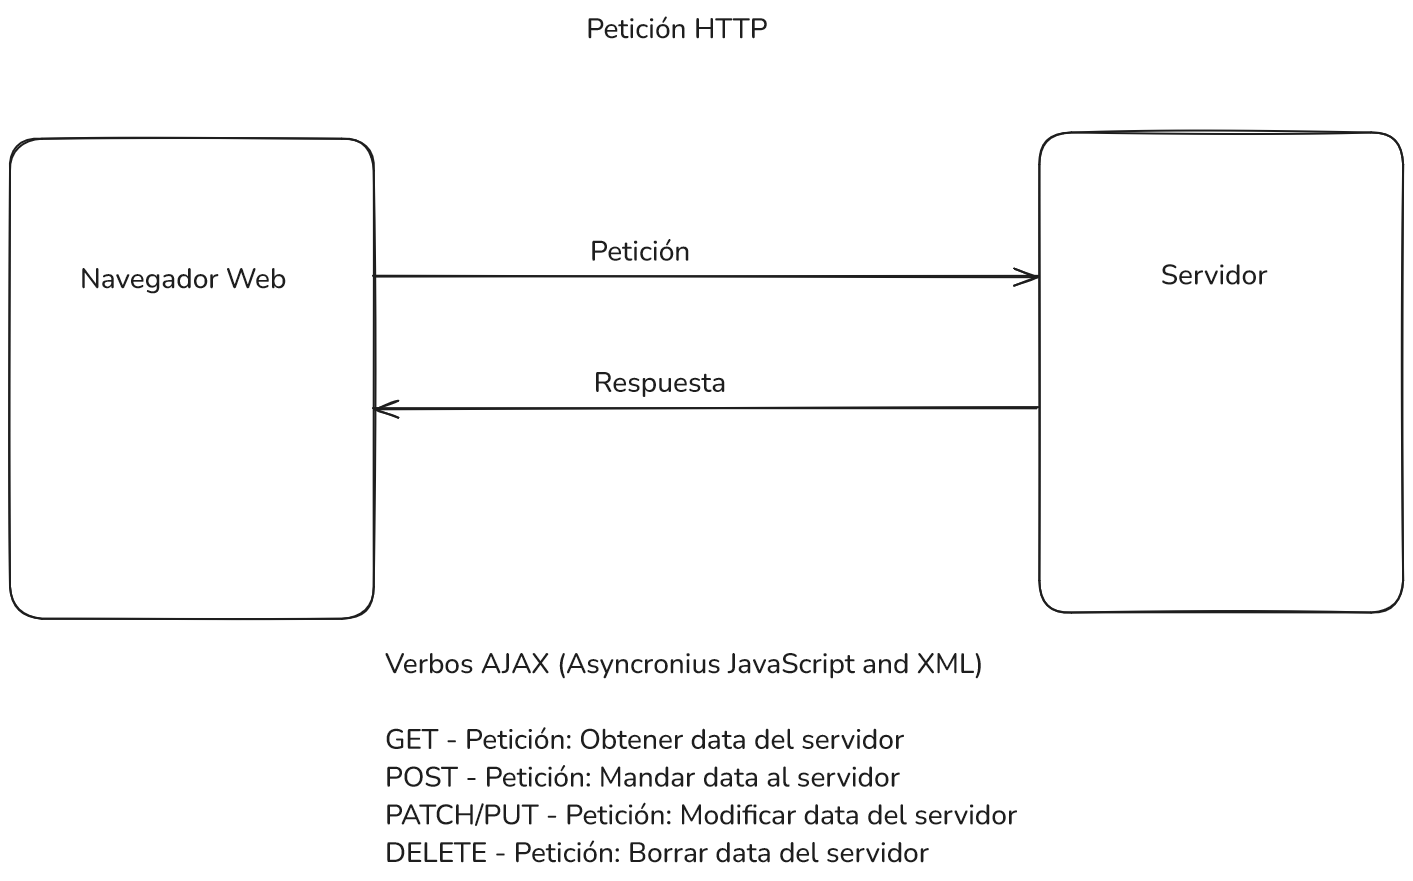 Petición HTTP
Petición
Navegador Web
Servidor
Respuesta
Verbos AJAX (Asyncronius JavaScript and XML)
GET - Petición: Obtener data del servidor
POST - Petición: Mandar data al servidor
PATCH/PUT - Petición: Modificar data del servidor
DELETE - Petición: Borrar data del servidor